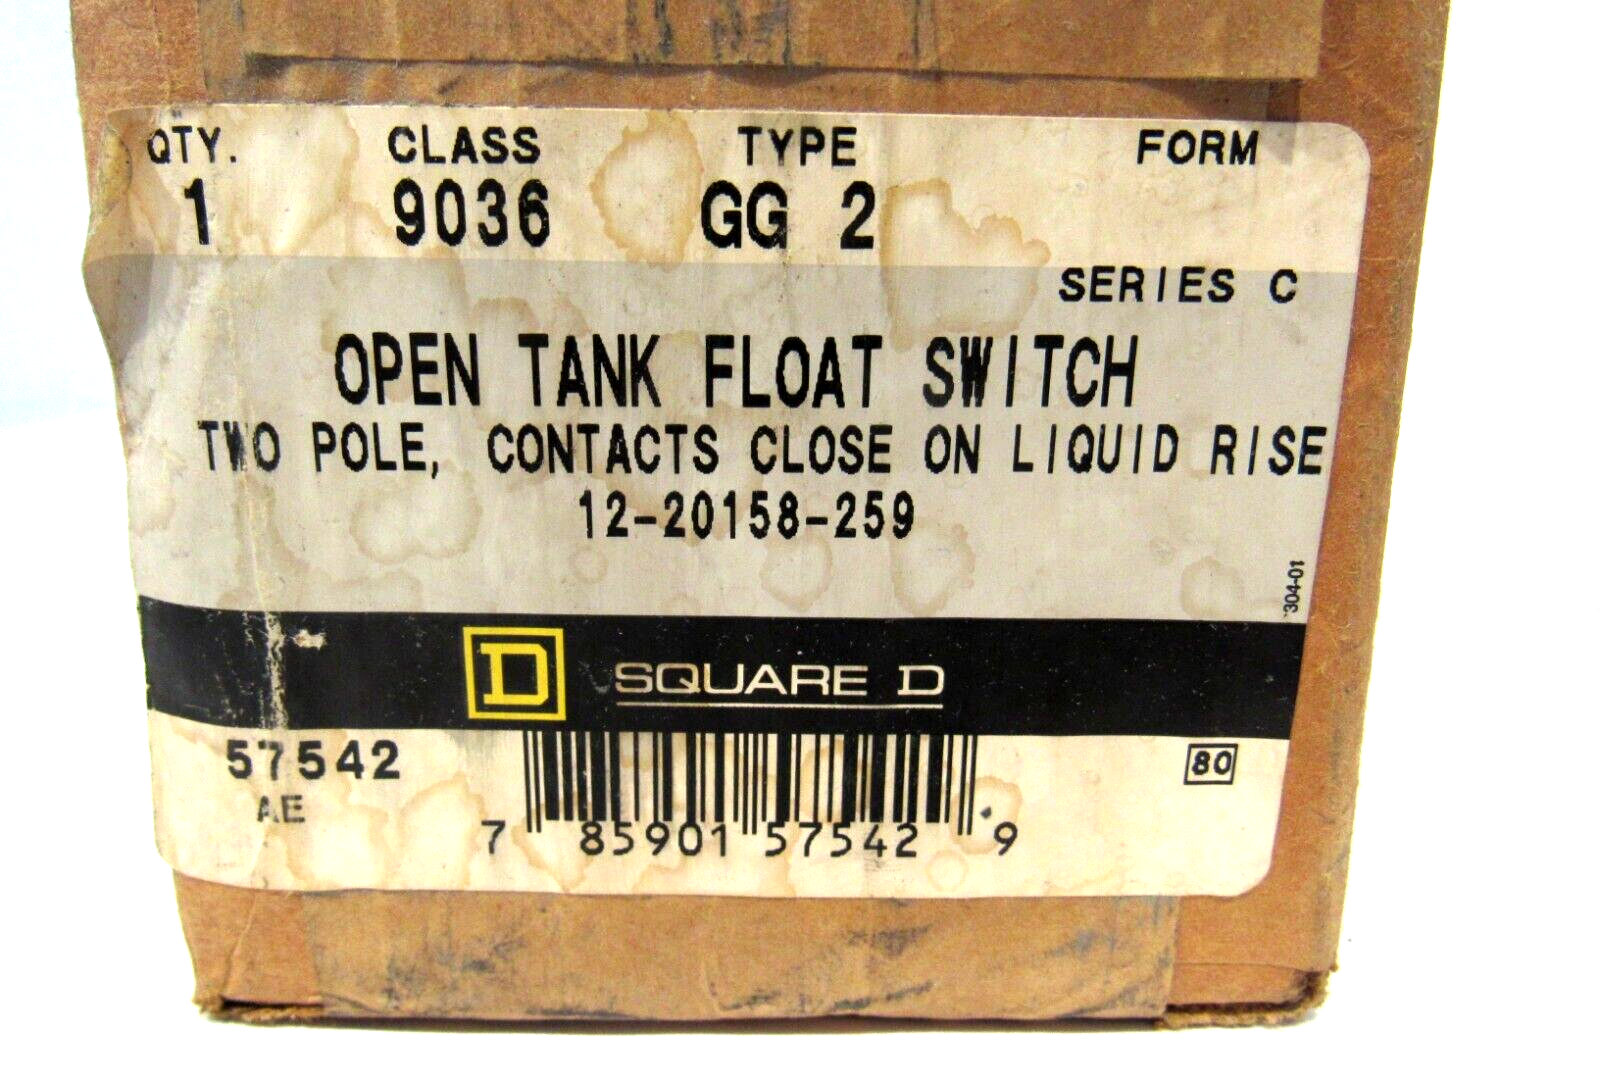 QTY. CLASS TYPE FORM
1 9036 GG 2
SERIES C
OPEN TANK FLOAT SWITCH
TWO POLE, CONTACTS CLOSE ON LIQUID RISE
12-20158-259
304-01
D SQUARE D
57542
80
AE
7 85901 57542 9